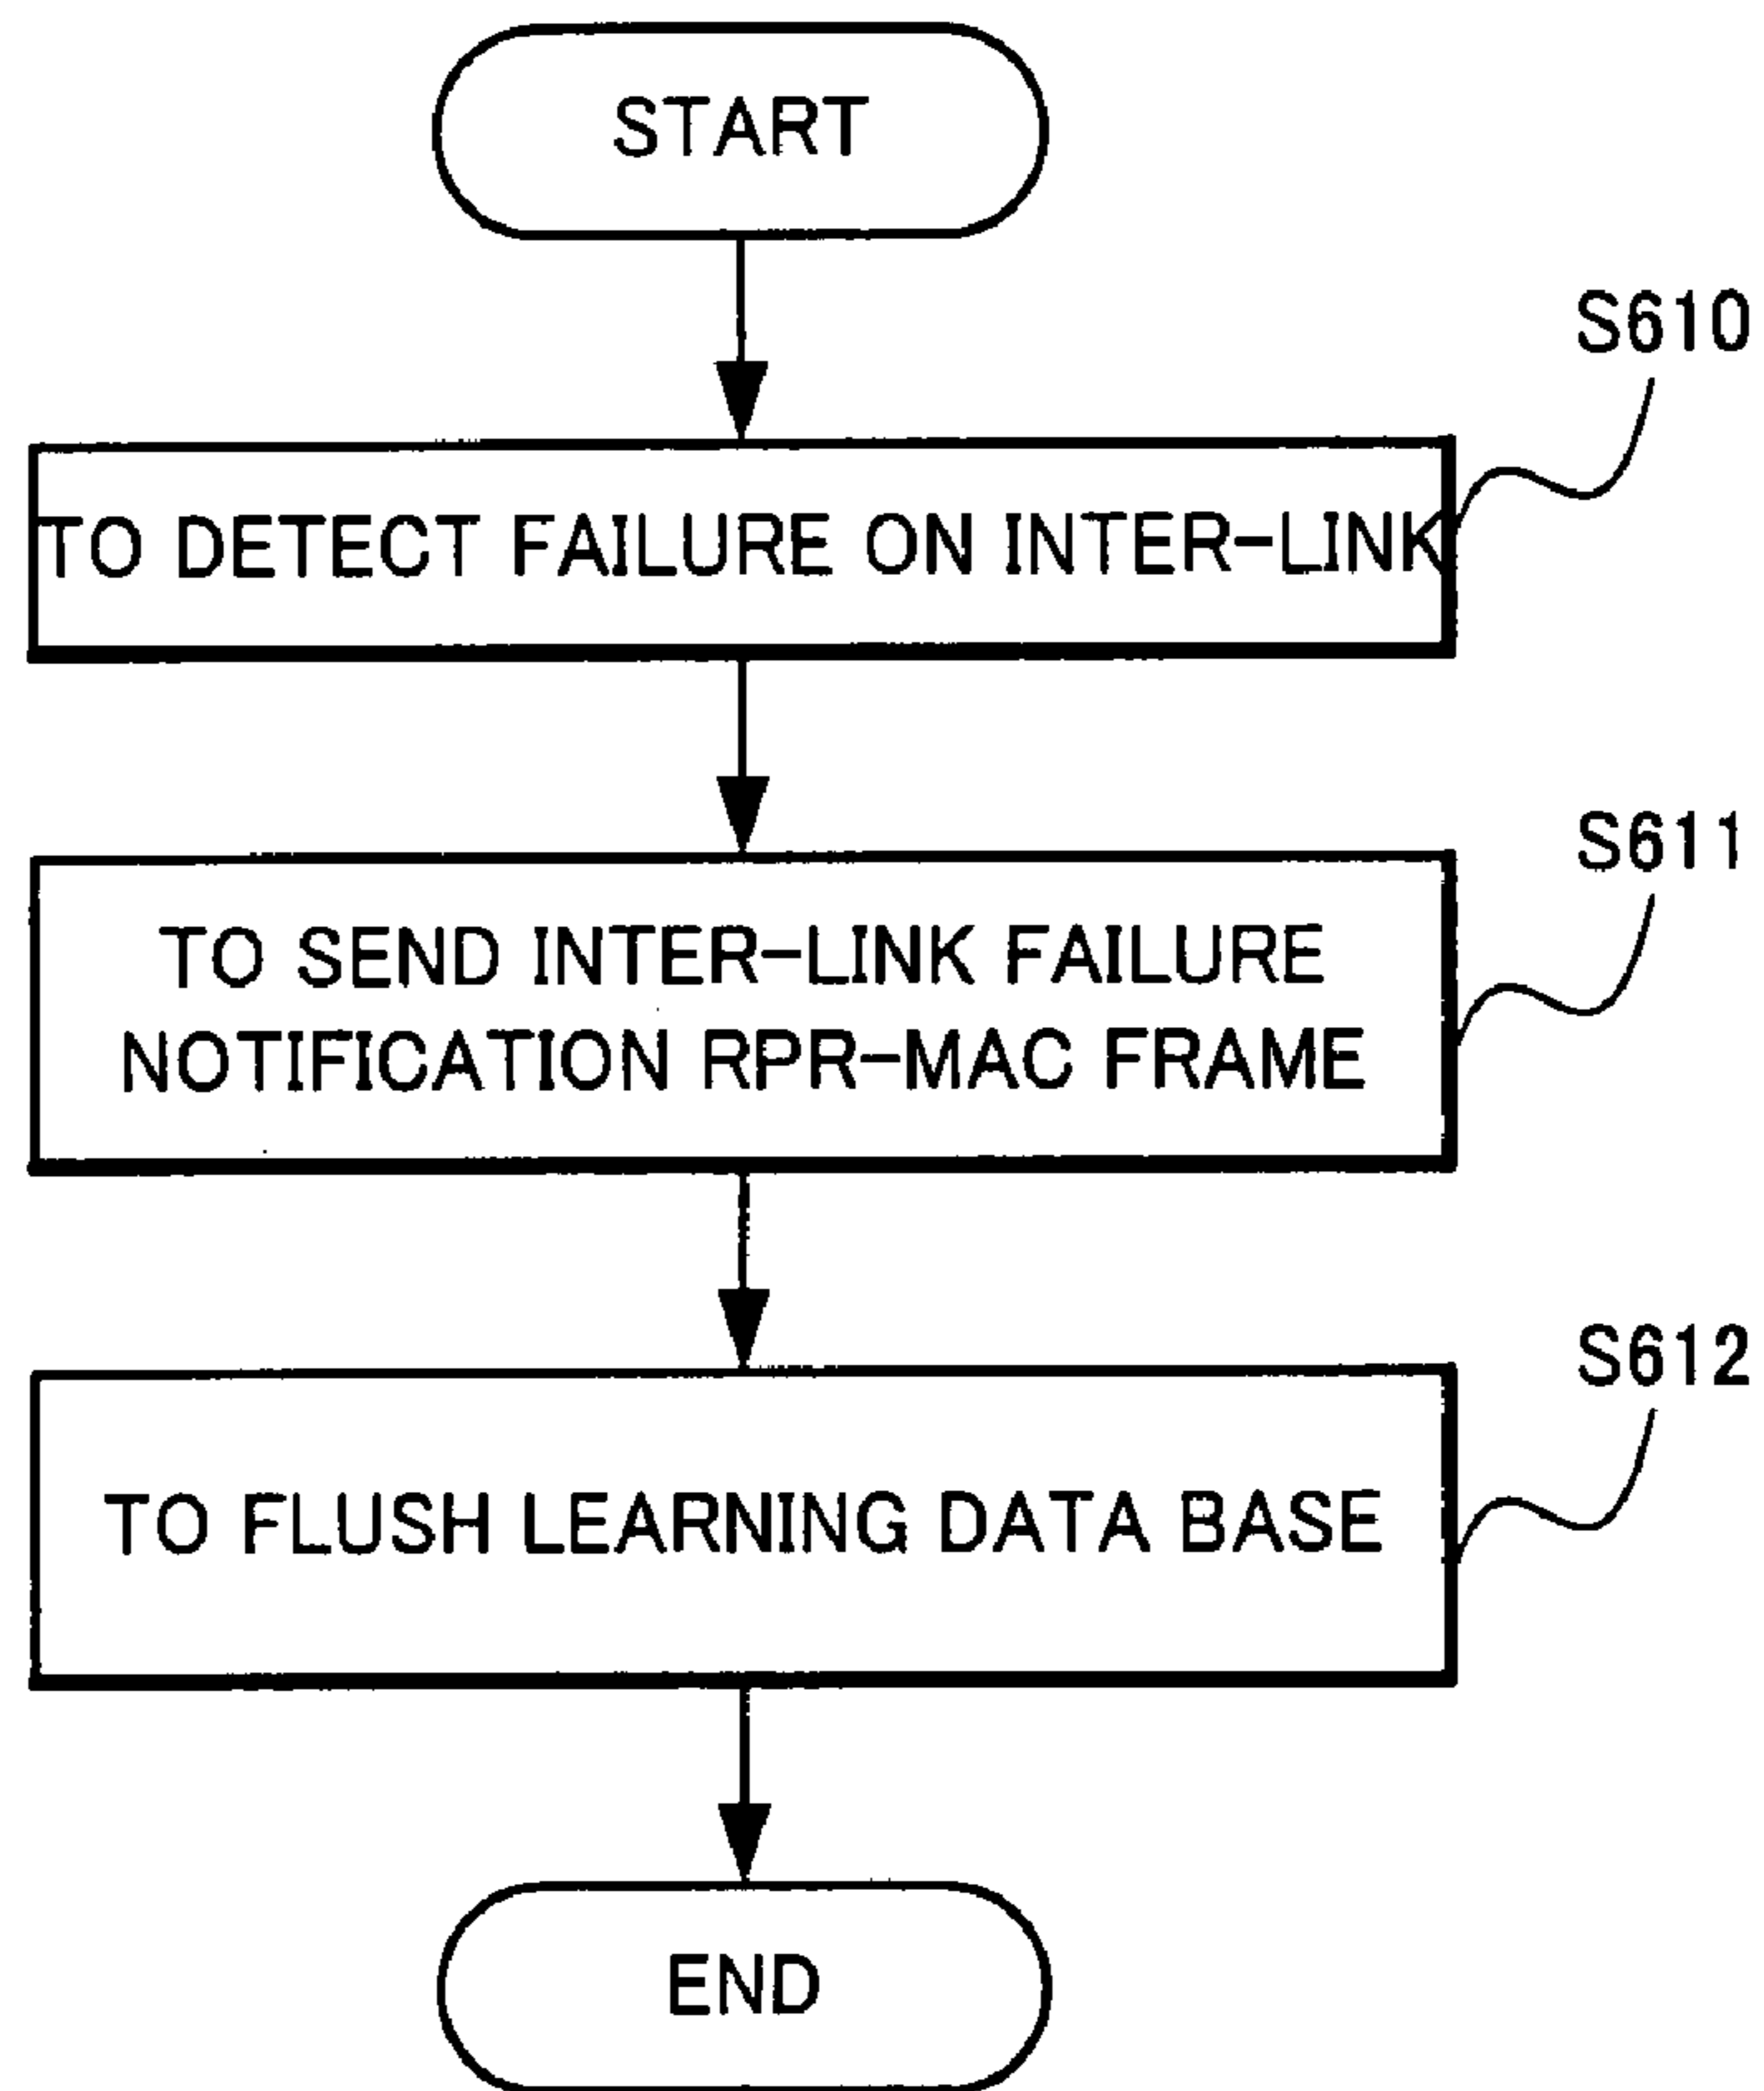 START
S610
TO DETECT FAILURE ON INTER-LINK
S611
TO SEND INTER-LINK FAILURE
NOTIFICATION RPR-MAC FRAME
S612
TO FLUSH LEARNING DATA BASE
END